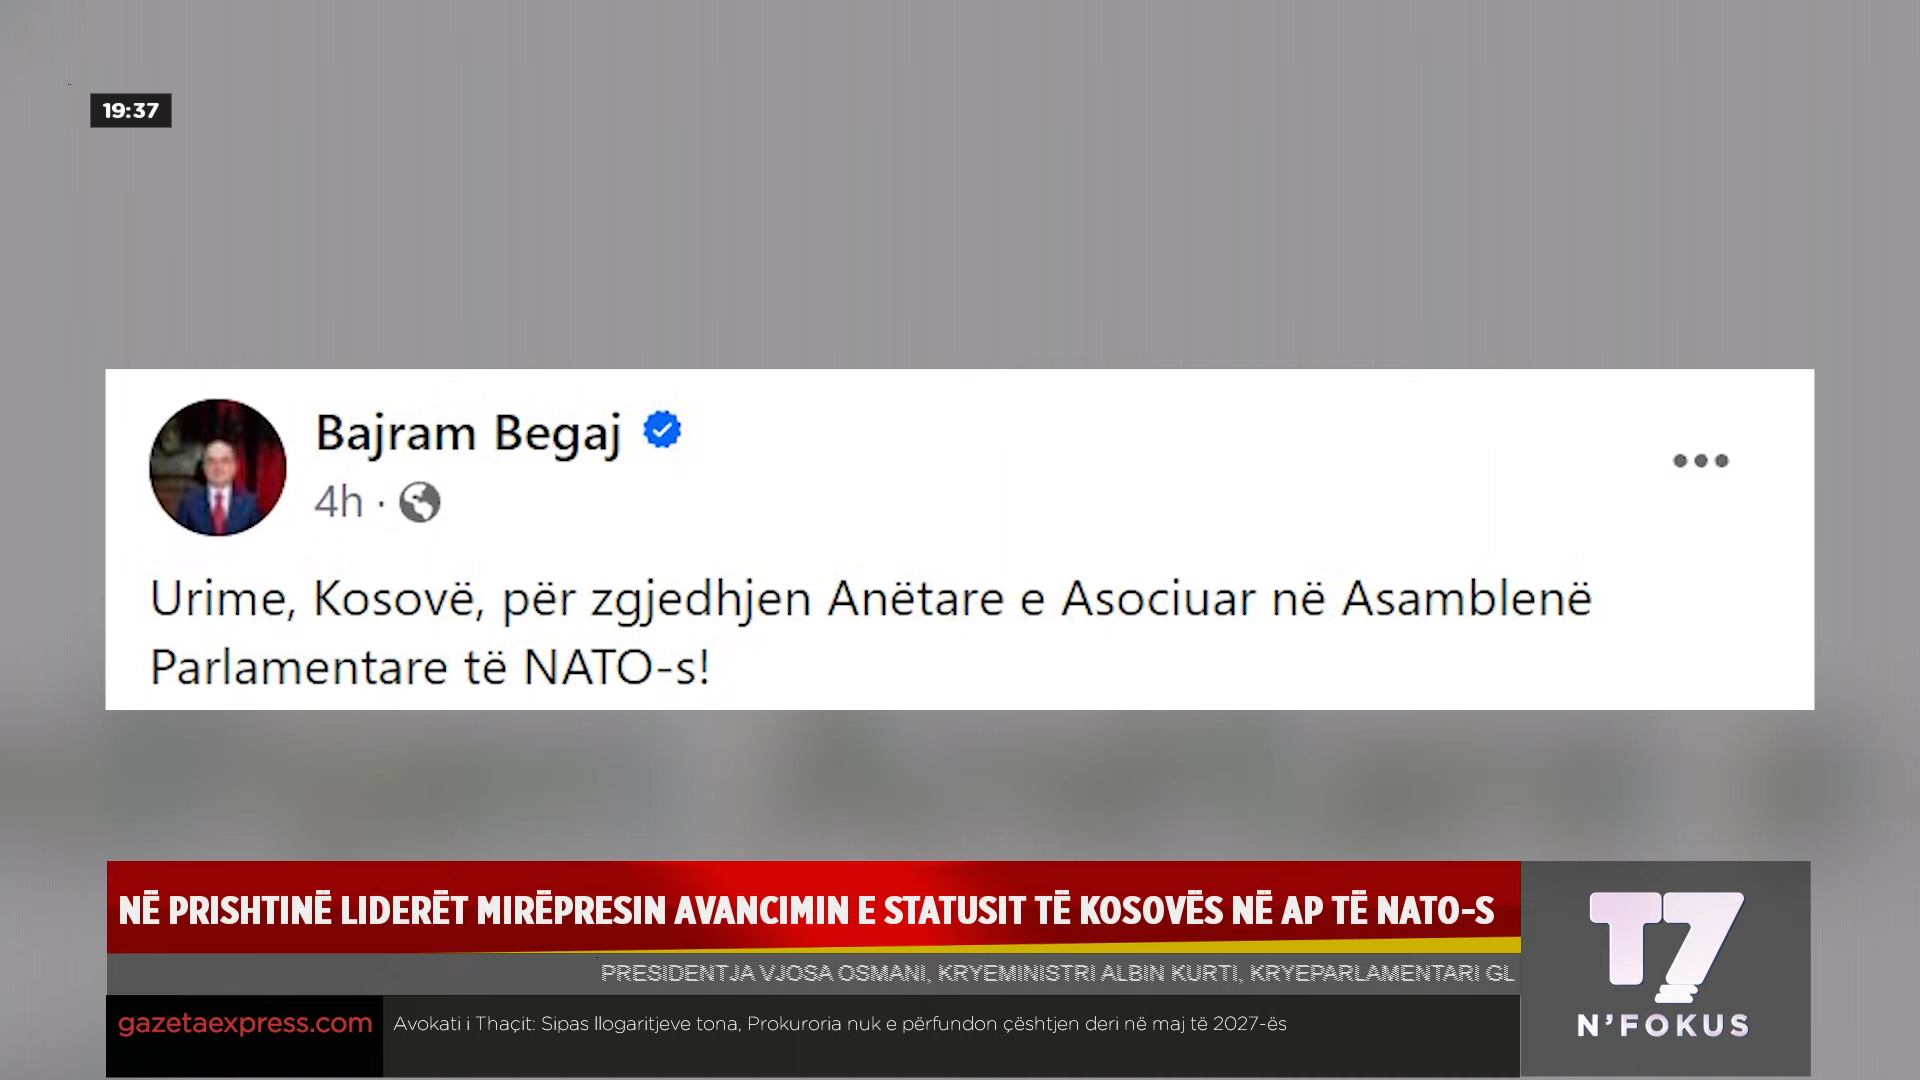 19:37
Bajram Begaj
4h ·
Urime, Kosovë, për zgjedhjen Anëtare e Asociuar në Asamblenë
Parlamentare të NATO-s!
NË PRISHTINË LIDERËT MIRËPRESIN AVANCIMIN E STATUSIT TË KOSOVËS NË AP TË NATO-S
PRESIDENTJA VJOSA OSMANI, KRYEMINISTRI ALBIN KURTI, KRYEPARLAMENTARI GL
gazetaexpress.com
Avokati i Thaçit: Sipas llogaritjeve tona, Prokuroria nuk e përfundon çështjen deri në maj të 2027-ës
T7
N'FOKUS